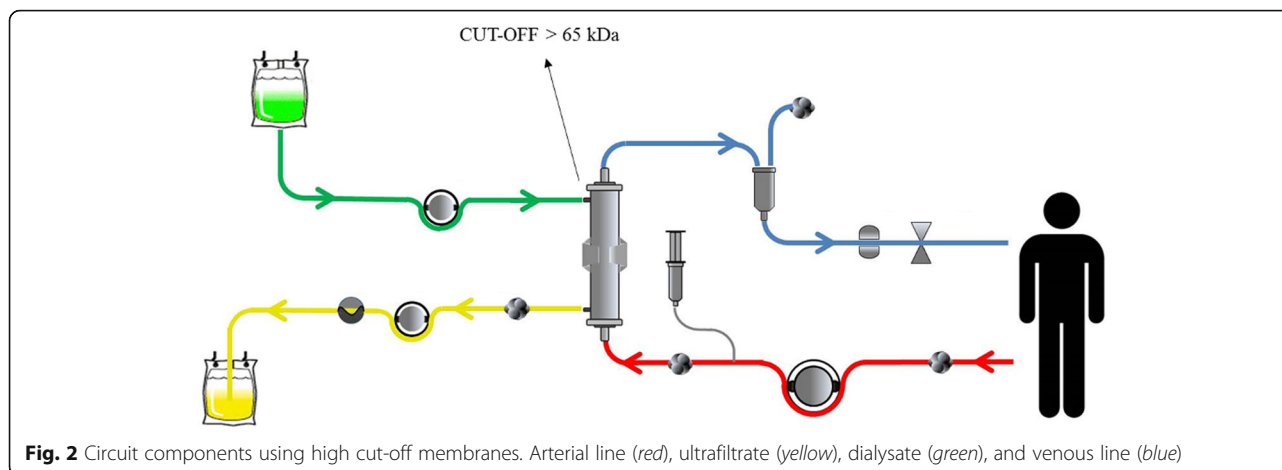 CUT-OFF > 65 kDa
Fig. 2 Circuit components using high cut-off membranes. Arterial line (red), ultrafiltrate (yellow), dialysate (green), and venous line (blue)